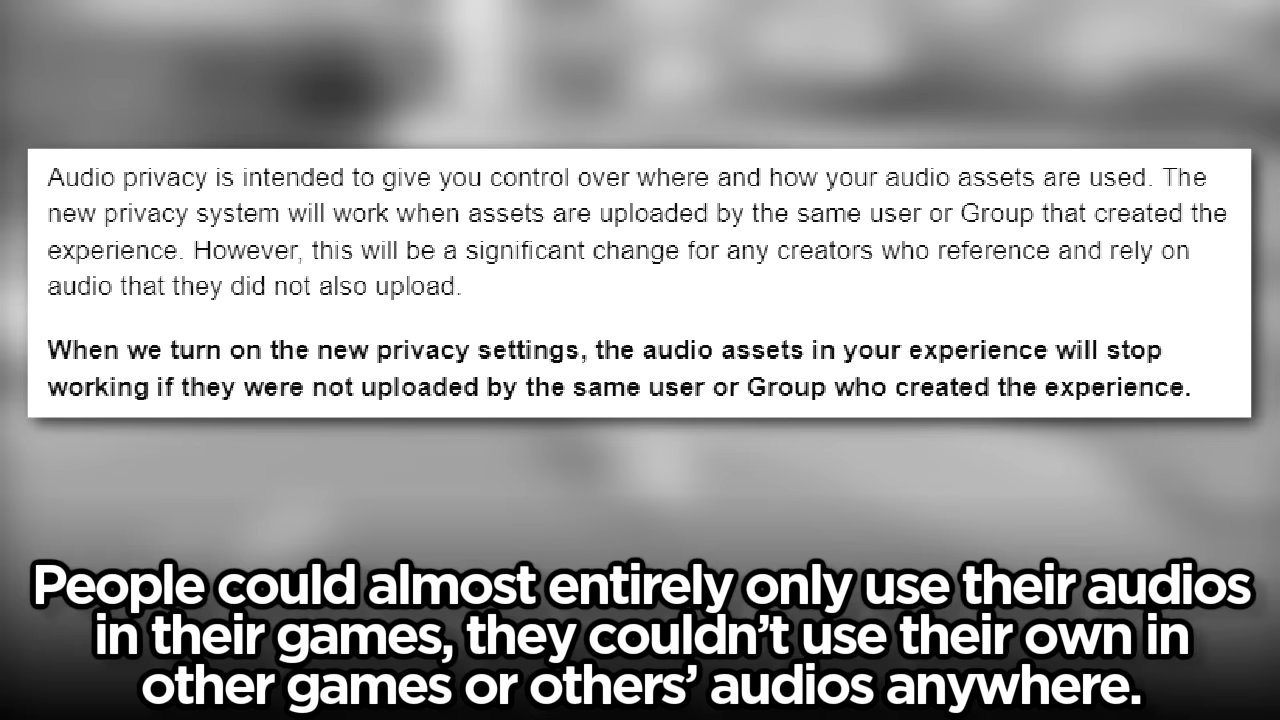 Audio privacy is intended to give you control over where and how your audio assets are used. The
new privacy system will work when assets are uploaded by the same user or Group that created the
experience. However, this will be a significant change for any creators who reference and rely on
audio that they did not also upload.
When we turn on the new privacy settings, the audio assets in your experience will stop
working if they were not uploaded by the same user or Group who created the experience.
People could almost entirely only use their audios
in their games, they couldn’t use their own in
other games or others’ audios anywhere.